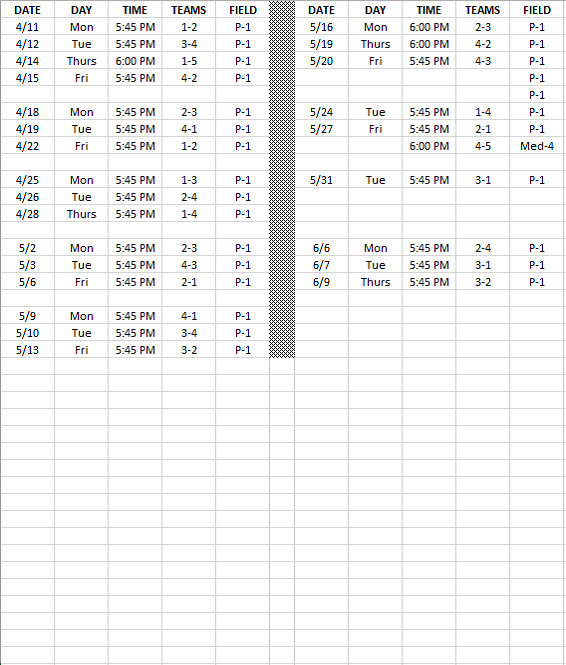 DATE DAY TIME TEAMS FIELD DATE DAY TIME TEAMS FIELD
4/11 Mon 5:45 PM 1-2 P-1 5/16 Mon 6:00 PM 2-3 P-1
4/12 Tue 5:45 PM 3-4 P-1 5/19 Thurs 6:00 PM 4-2 P-1
4/14 Thurs 6:00 PM 1-5 P-1 5/20 Fri 5:45 PM 4-3 P-1
4/15 Fri 5:45 PM 4-2 P-1 P-1
P-1
4/18 Mon 5:45 PM 2-3 P-1 5/24 Tue 5:45 PM 1-4 P-1
4/19 Tue 5:45 PM 4-1 P-1 5/27 Fri 5:45 PM 2-1 P-1
4/22 Fri 5:45 PM 1-2 P-1 6:00 PM 4-5 Med-4
4/25 Mon 5:45 PM 1-3 P-1 5/31 Tue 5:45 PM 3-1 P-1
4/26 Tue 5:45 PM 2-4 P-1
4/28 Thurs 5:45 PM 1-4 P-1
5/2 Mon 5:45 PM 2-3 P-1 6/6 Mon 5:45 PM 2-4 P-1
5/3 Tue 5:45 PM 4-3 P-1 6/7 Tue 5:45 PM 3-1 P-1
5/6 Fri 5:45 PM 2-1 P-1 6/9 Thurs 5:45 PM 3-2 P-1
5/9 Mon 5:45 PM 4-1 P-1
5/10 Tue 5:45 PM 3-4 P-1
5/13 Fri 5:45 PM 3-2 P-1